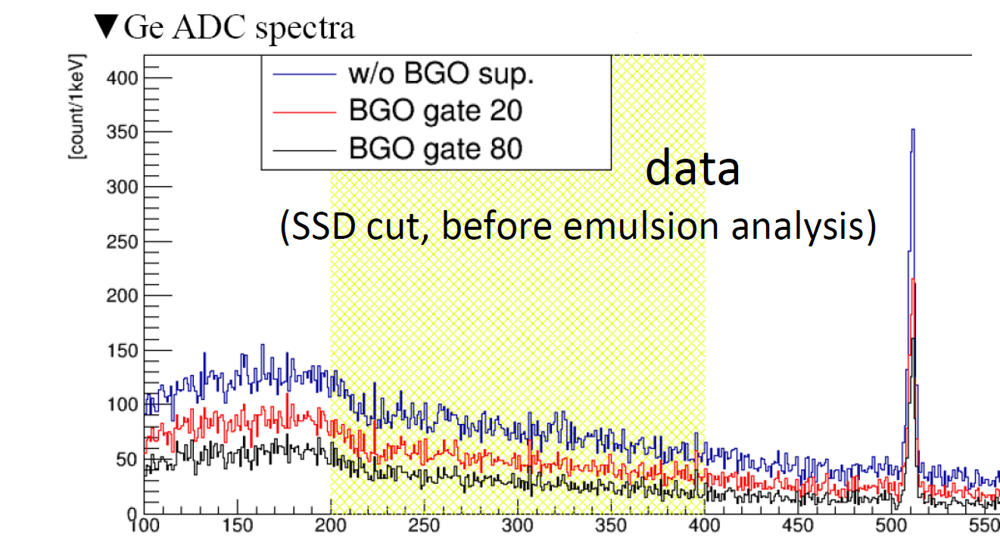 ▼Ge ADC spectra
[count/1keV]
400
350
300
250
200
150
100
50
0
w/o BGO sup.
BGO gate 20
BGO gate 80
data
(SSD cut, before emulsion analysis)
100 150 200 250 300 350 400 450 500 550